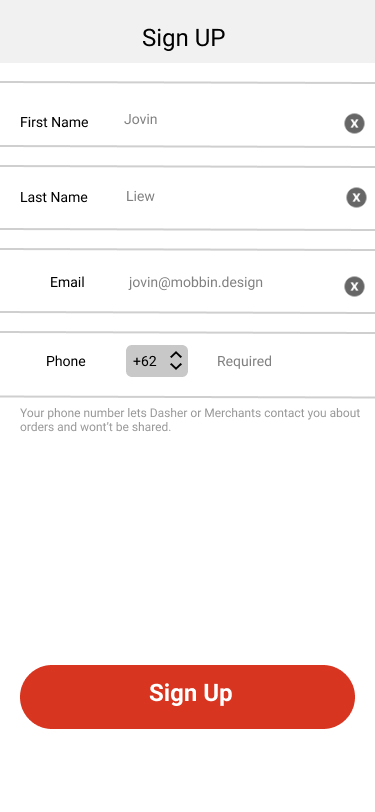 Sign UP
First Name Jovin X
Last Name Liew X
Email jovin@mobbin.design X
Phone +62 Required
Your phone number lets Dasher or Merchants contact you about
orders and wont’t be shared.
Sign Up